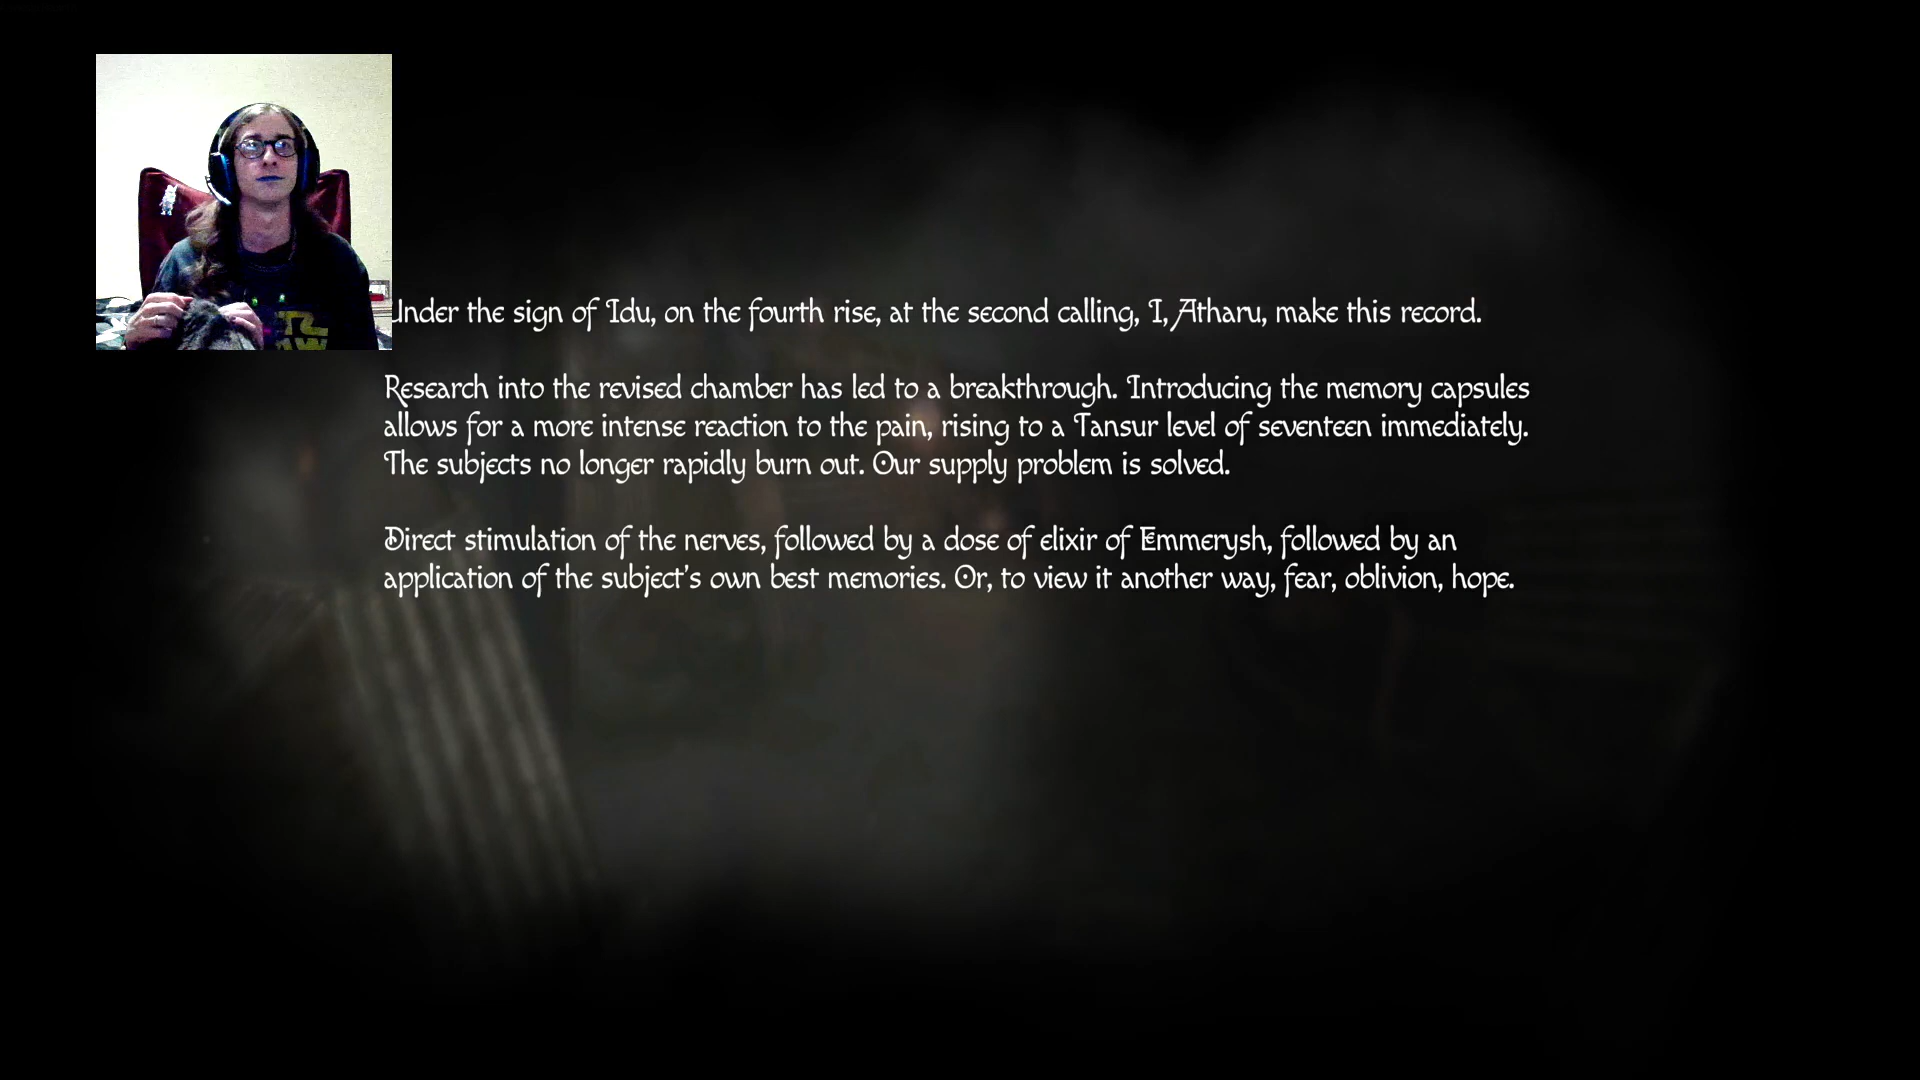 Under the sign of Idu, on the fourth rise, at the second calling, I, Atharu, make this record.
Research into the revised chamber has led to a breakthrough. Introducing the memory capsules
allows for a more intense reaction to the pain, rising to a Tansur level of seventeen immediately.
The subjects no longer rapidly burn out. Our supply problem is solved.
Direct stimulation of the nerves, followed by a dose of elixir of Emmerysh, followed by an
application of the subject's own best memories. Or, to view it another way, fear, oblivion, hope.